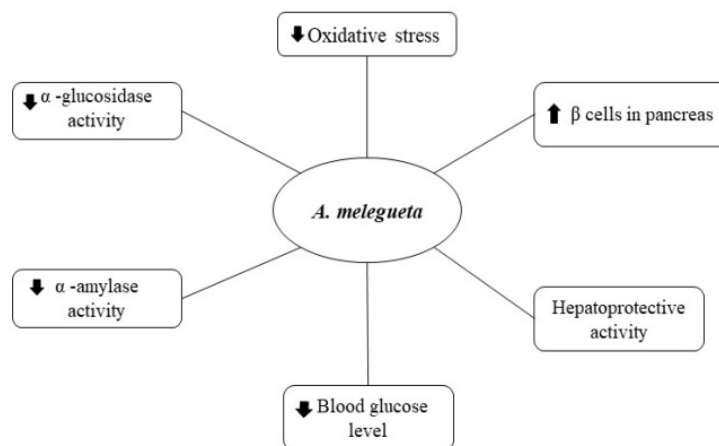 Oxidative stress
α -glucosidase
activity
β cells in pancreas
A. melegueta
α -amylase
activity
Hepatoprotective
activity
Blood glucose
level